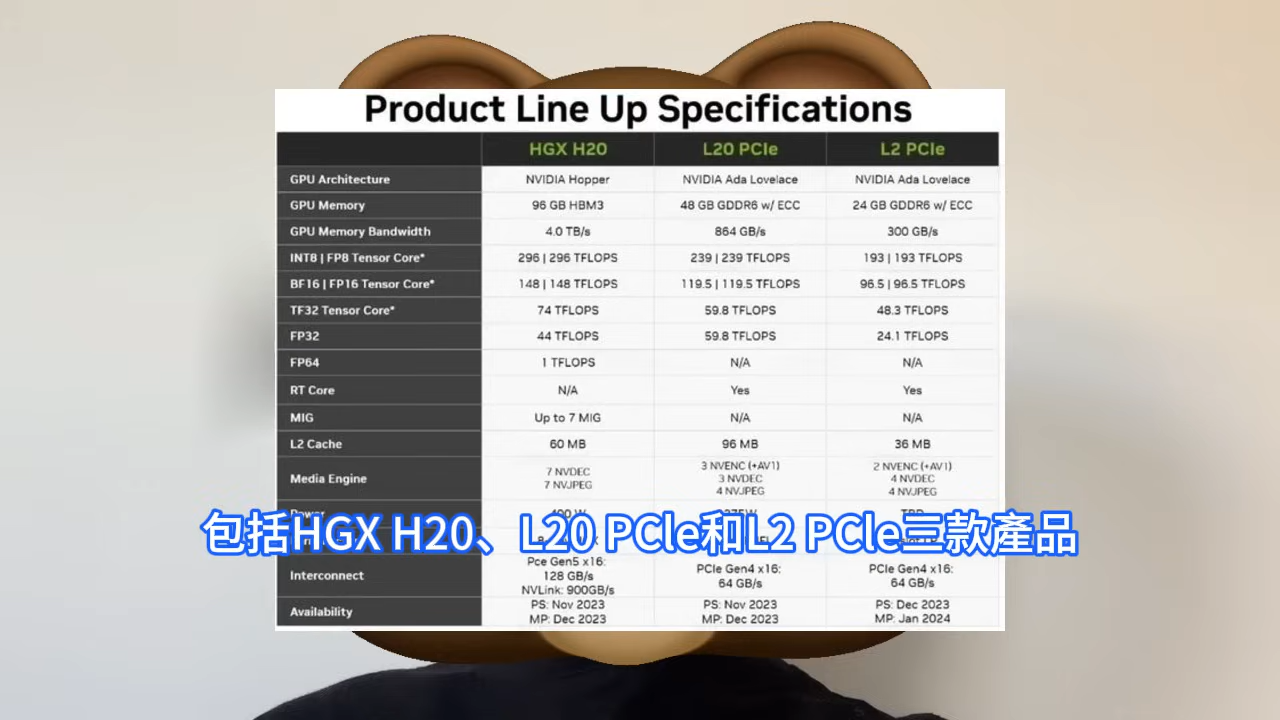 Product Line Up Specifications
HGX H20 L20 PCIe L2 PCIe
GPU Architecture NVIDIA Hopper NVIDIA Ada Lovelace NVIDIA Ada Lovelace
GPU Memory 96 GB HBM3 48 GB GDDR6 w/ ECC 24 GB GDDR6 w/ ECC
GPU Memory Bandwidth 4.0 TB/s 864 GB/s 300 GB/s
INT8 | FP8 Tensor Core* 296 | 296 TFLOPS 239 | 239 TFLOPS 193 | 193 TFLOPS
BF16 | FP16 Tensor Core* 148 | 148 TFLOPS 119.5 | 119.5 TFLOPS 96.5 | 96.5 TFLOPS
TF32 Tensor Core* 74 TFLOPS 59.8 TFLOPS 48.3 TFLOPS
FP32 44 TFLOPS 59.8 TFLOPS 24.1 TFLOPS
FP64 1 TFLOPS N/A N/A
RT Core N/A Yes Yes
MIG Up to 7 MIG N/A N/A
L2 Cache 60 MB 96 MB 36 MB
Media Engine
7 NVDEC
7 NVJPEG
3 NVENC (+AV1)
3 NVDEC
4 NVJPEG
2 NVENC (+AV1)
4 NVDEC
4 NVJPEG
Power
包括HGX H20、L20 PCle和L2 PCle三款產品
Interconnect
Pce Gen5 x16:
128 GB/s
NVLink: 900GB/s
PCIe Gen4 x16:
64 GB/s
PCIe Gen4 x16:
64 GB/s
Availability
PS: Nov 2023
MP: Dec 2023
PS: Nov 2023
MP: Dec 2023
PS: Dec 2023
MP: Jan 2024